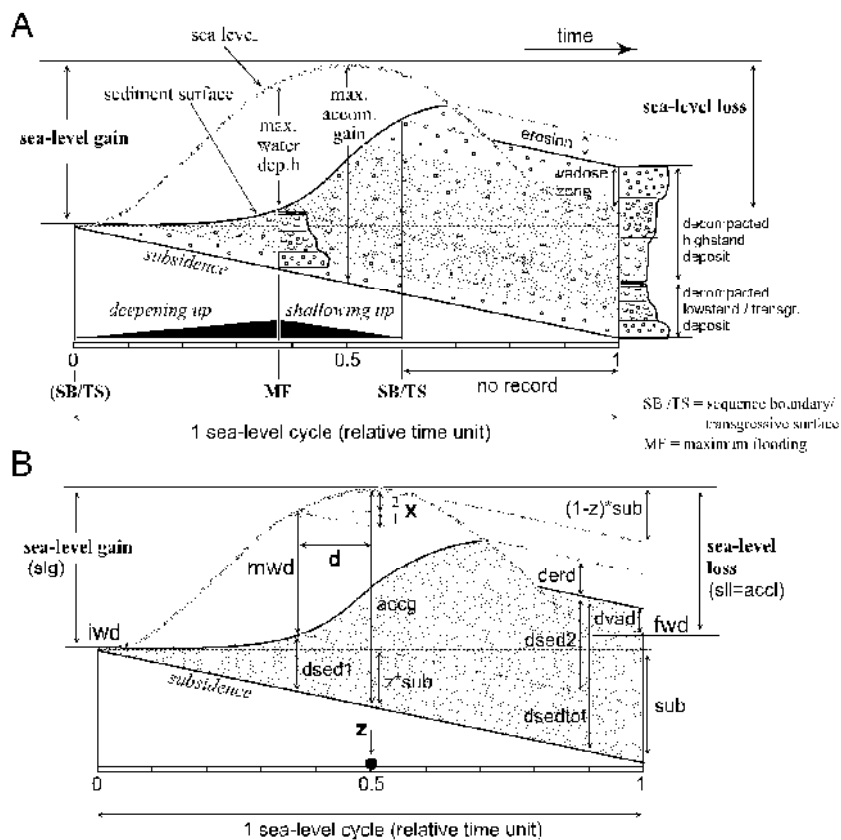 A
time
sea level
sediment surface
max.
accom.
gain
sea-level loss
sea-level gain
max.
water
depth
erosion
vadose
zone
decompacted
highstand
deposit
subsidence
decompacted
lowstand / transgr.
deposit
deepening up
shallowing up
0
0.5
1
(SB/TS)
MF
SB/TS
no record
SB /TS = sequence boundary/
transgressive surface
MF = maximum flooding
1 sea-level cycle (relative time unit)
B
(1-z)*sub
x
sea-level gain
(slg)
mwd
d
sea-level
loss
(sll=accl)
derd
accg
dvad
fwd
iwd
dsed2
dsed1
z*sub
subsidence
dsedtot
sub
z
0
0.5
1
1 sea-level cycle (relative time unit)